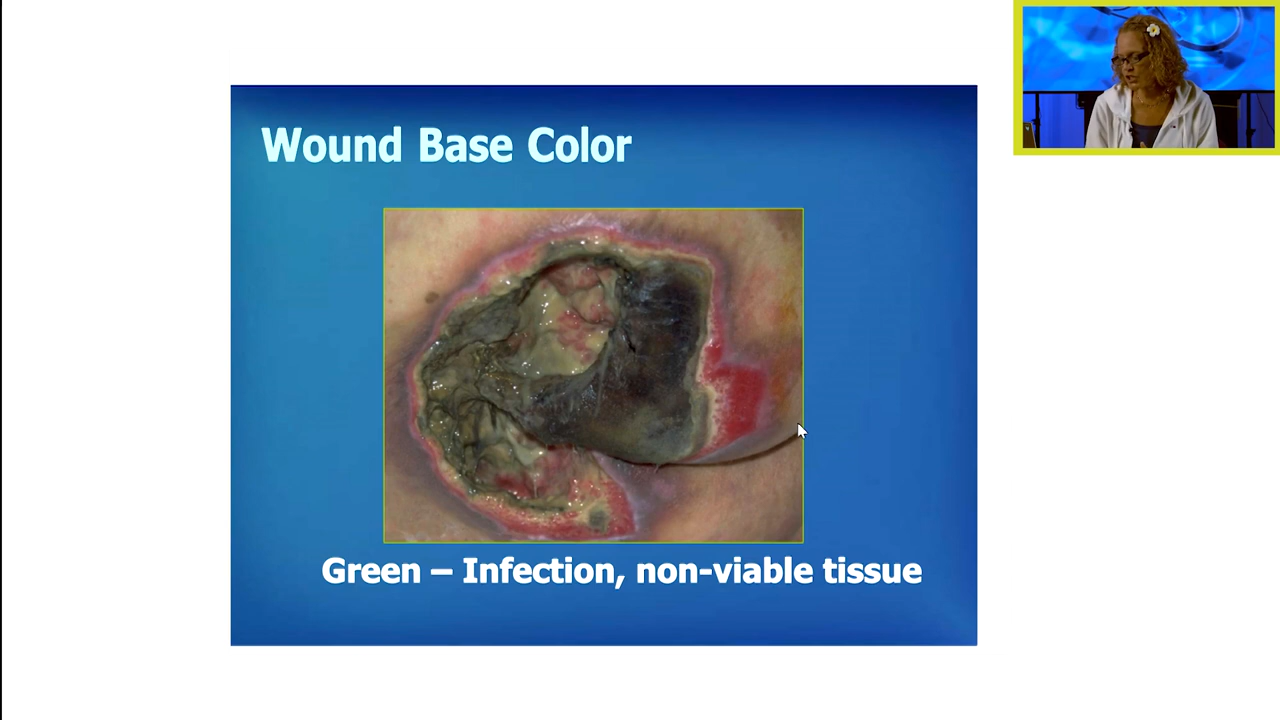 Wound Base Color
Green – Infection, non-viable tissue